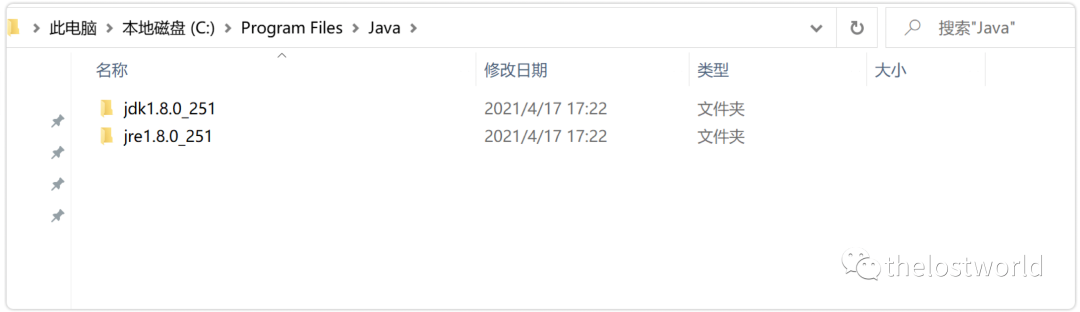 此电脑 > 本地磁盘 (C:) > Program Files > Java > 搜索"Java"
名称 修改日期 类型 大小
jdk1.8.0_251 2021/4/17 17:22 文件夹
jre1.8.0_251 2021/4/17 17:22 文件夹
thelostworld